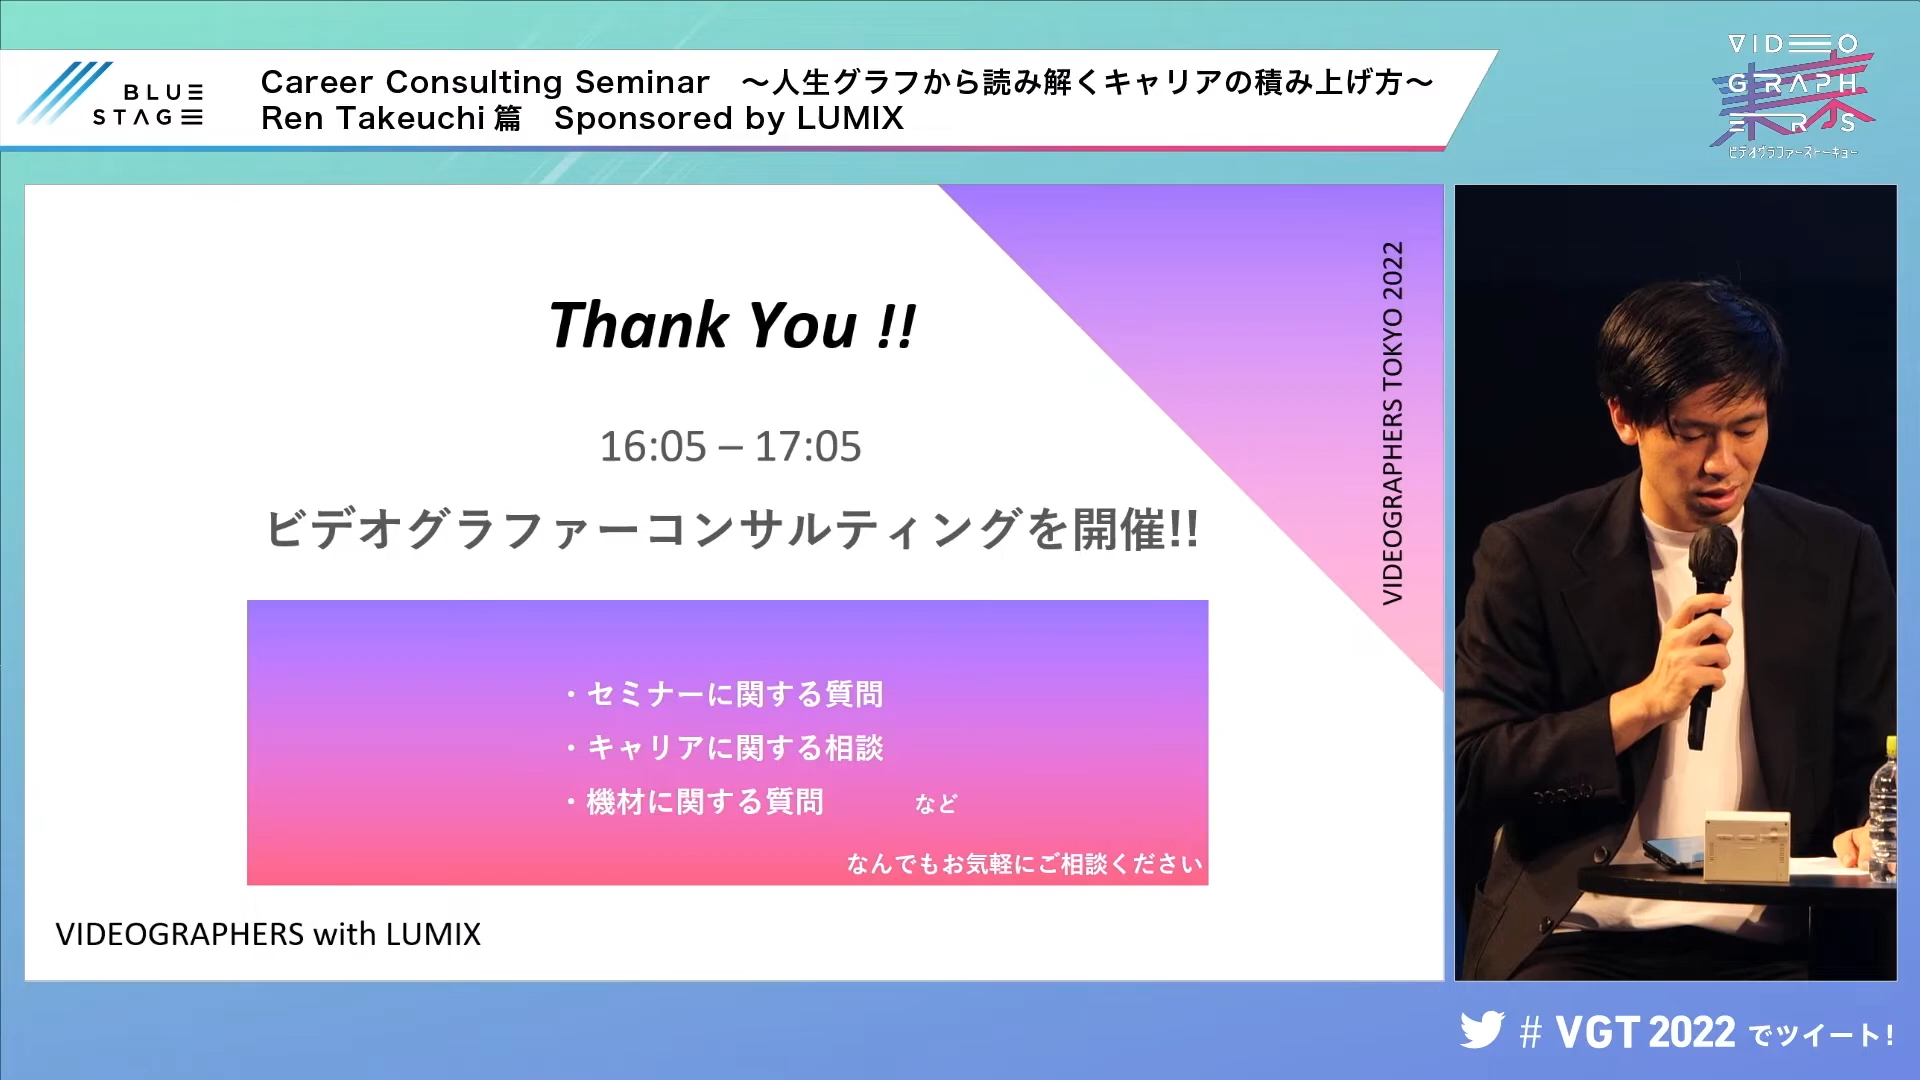 BLUE
STAGE
Career Consulting Seminar　～人生グラフから読み解くキャリアの積み上げ方～
Ren Takeuchi 篇　Sponsored by LUMIX
VIDEO
GRAPH
ERS
東京
ビデオグラファーズトーキョー
Thank You !!
16:05 – 17:05
ビデオグラファーコンサルティングを開催!!
・セミナーに関する質問
・キャリアに関する相談
・機材に関する質問　　　など
なんでもお気軽にご相談ください
VIDEOGRAPHERS with LUMIX
VIDEOGRAPHERS TOKYO 2022
# VGT 2022 でツイート!